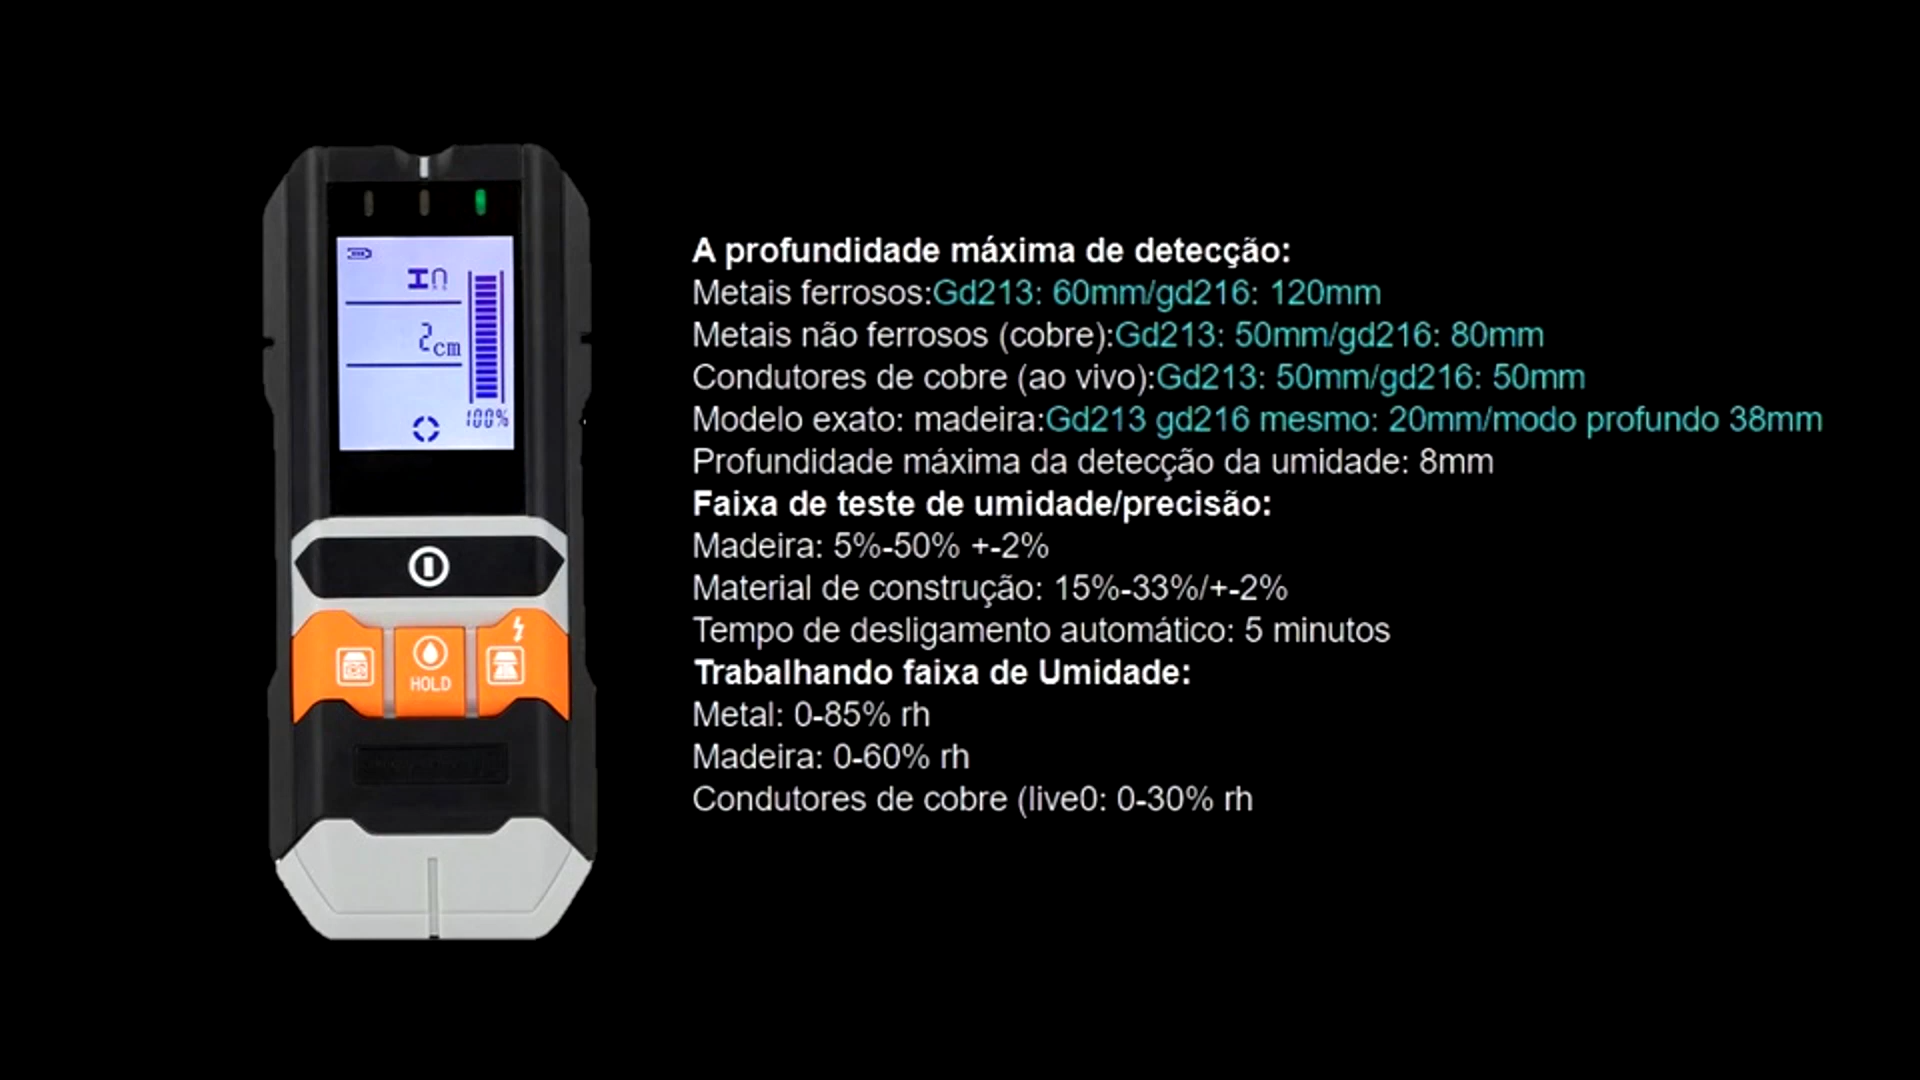 2cm
100%
HOLD
A profundidade máxima de detecção:
Metais ferrosos:Gd213: 60mm/gd216: 120mm
Metais não ferrosos (cobre):Gd213: 50mm/gd216: 80mm
Condutores de cobre (ao vivo):Gd213: 50mm/gd216: 50mm
Modelo exato: madeira:Gd213 gd216 mesmo: 20mm/modo profundo 38mm
Profundidade máxima da detecção da umidade: 8mm
Faixa de teste de umidade/precisão:
Madeira: 5%-50% +-2%
Material de construção: 15%-33%/+-2%
Tempo de desligamento automático: 5 minutos
Trabalhando faixa de Umidade:
Metal: 0-85% rh
Madeira: 0-60% rh
Condutores de cobre (live0: 0-30% rh